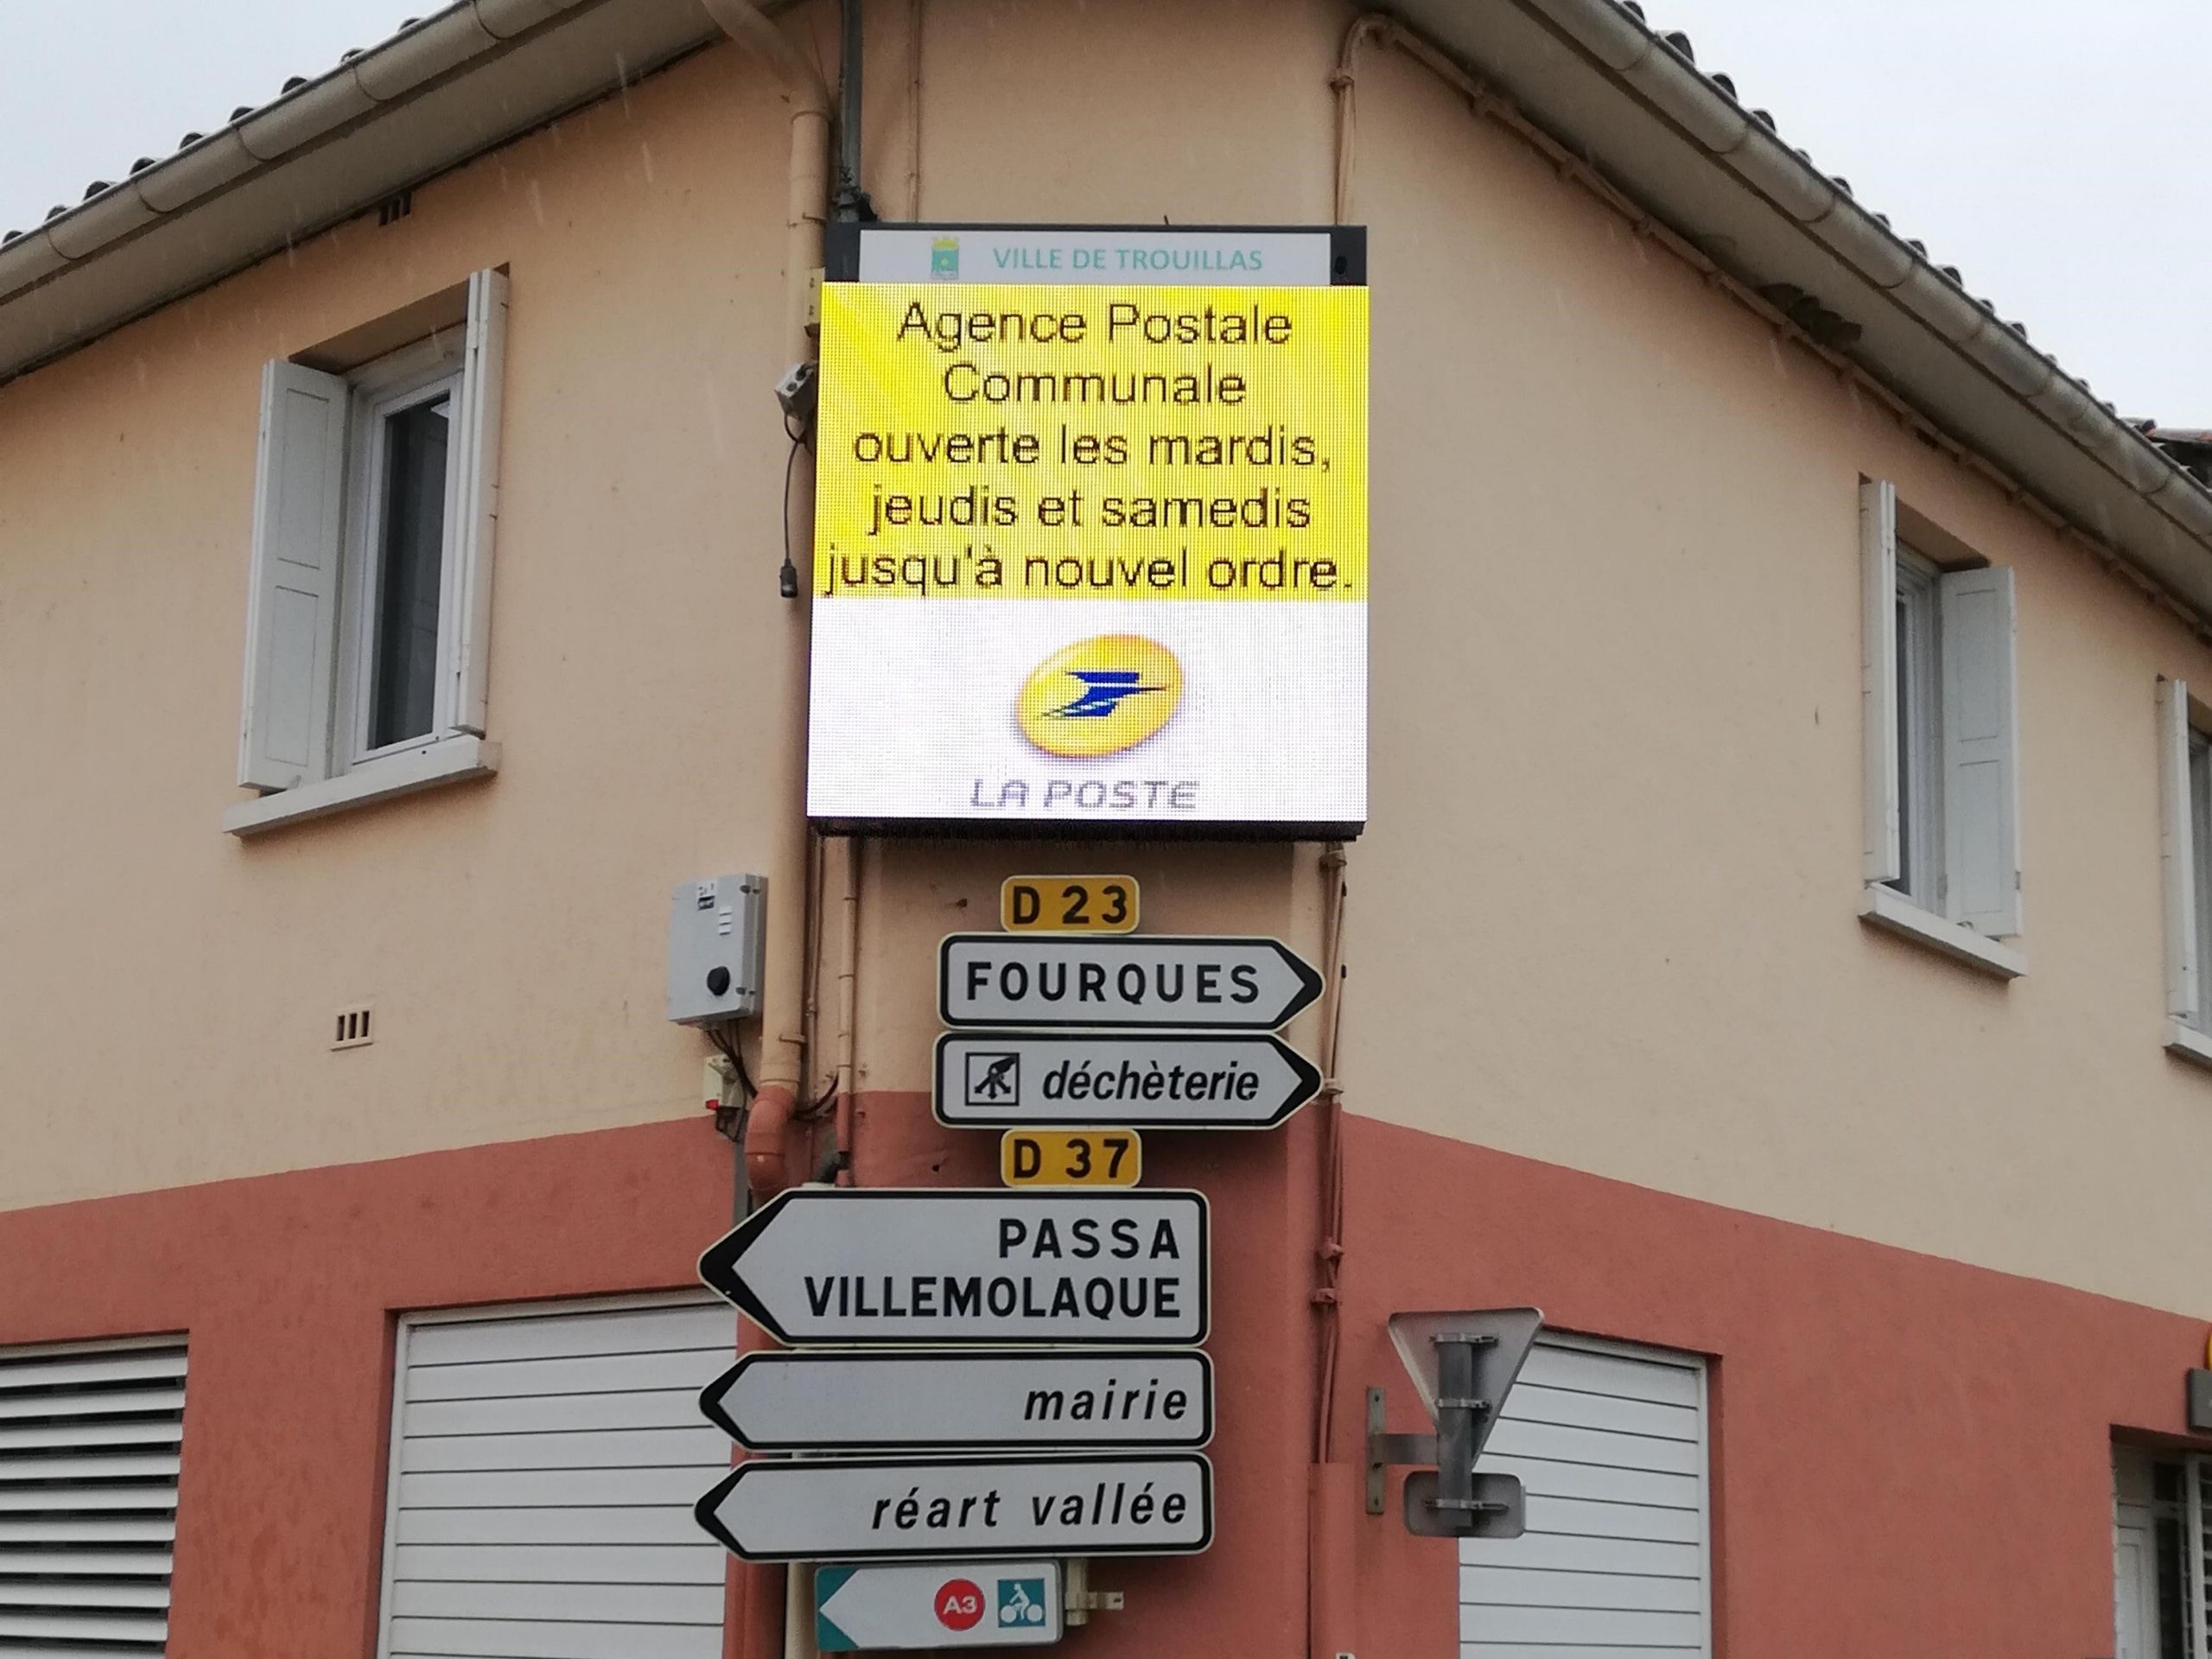 VILLE DE TROUILLAS
Agence Postale
Communale
ouverte les mardis,
jeudis et samedis
jusqu'à nouvel ordre.
LA POSTE
D 23
FOURQUES
déchèterie
D 37
PASSA
VILLEMOLAQUE
mairie
réart vallée
A3